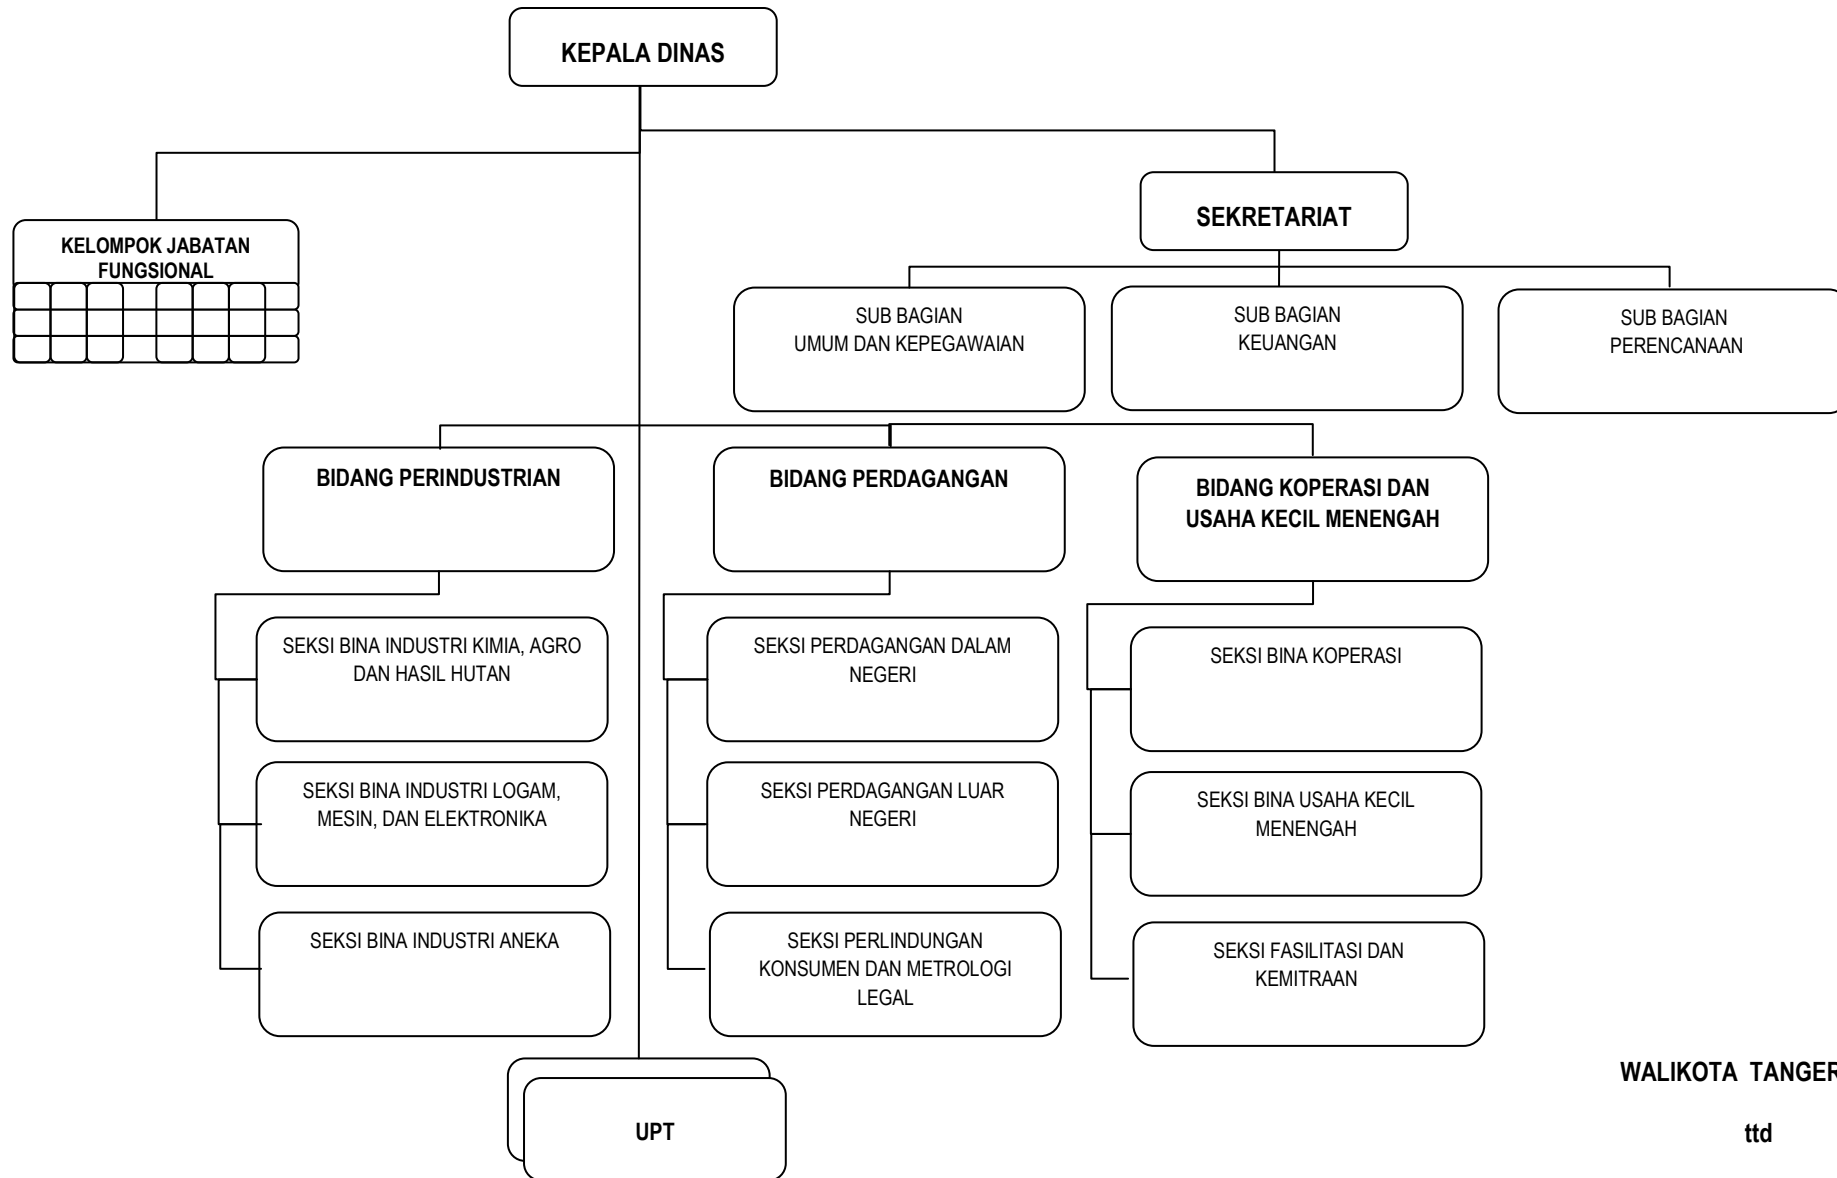 KEPALA DINAS
SEKRETARIAT
KELOMPOK JABATAN
FUNGSIONAL
SUB BAGIAN
UMUM DAN KEPEGAWAIAN
SUB BAGIAN
KEUANGAN
SUB BAGIAN
PERENCANAAN
BIDANG PERINDUSTRIAN
BIDANG PERDAGANGAN
BIDANG KOPERASI DAN
USAHA KECIL MENENGAH
SEKSI BINA INDUSTRI KIMIA, AGRO
DAN HASIL HUTAN
SEKSI PERDAGANGAN DALAM
NEGERI
SEKSI BINA KOPERASI
SEKSI BINA INDUSTRI LOGAM,
MESIN, DAN ELEKTRONIKA
SEKSI PERDAGANGAN LUAR
NEGERI
SEKSI BINA USAHA KECIL
MENENGAH
SEKSI BINA INDUSTRI ANEKA
SEKSI PERLINDUNGAN
KONSUMEN DAN METROLOGI
LEGAL
SEKSI FASILITASI DAN
KEMITRAAN
UPT
WALIKOTA TANGER
ttd